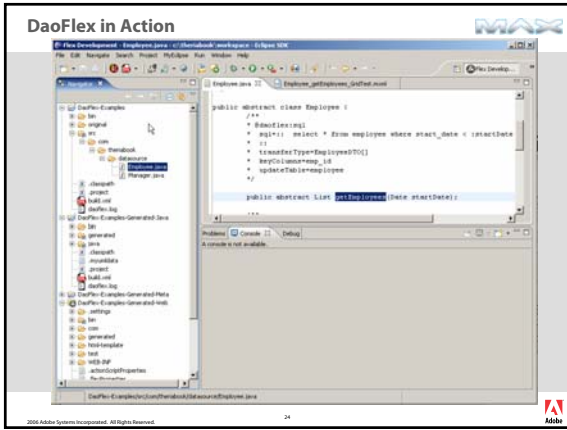 DaoFlex in Action
MAX
Flex Development - Employee.java - c:\theriabook\workspace - Eclipse SDK
File Edit Navigate Search Project MyEclipse Run Window Help
Flex Develop...
Navigator
Employee.java
Employee_getEmployees_GridTest.mxml
DaoFlex-Examples
bin
original
src
com
theriabook
datasource
Employee.java
Manager.java
.classpath
.project
build.xml
daoflex.log
DaoFlex-Examples-Generated-Java
bin
generated
java
.classpath
.project
build.xml
daoflex.log
DaoFlex-Examples-Generated-Meta
DaoFlex-Examples-Generated-Web
.settings
bin
com
generated
html-template
test
WEB-INF
.actionScriptProperties
.flexProperties
public abstract class Employee {
/**
* @daoflex:sql
* sql=:: select * from employee where start_date < :startDate
* ::
* transferType=EmployeeDTO[]
* keyColumns=emp_id
* updateTable=employee
*/
public abstract List getEmployees(Date startDate);
Problems Console Debug
A console is not available.
DaoFlex-Examples/src/com/theriabook/datasource/Employee.java
2006 Adobe Systems Incorporated. All Rights Reserved.
24
Adobe